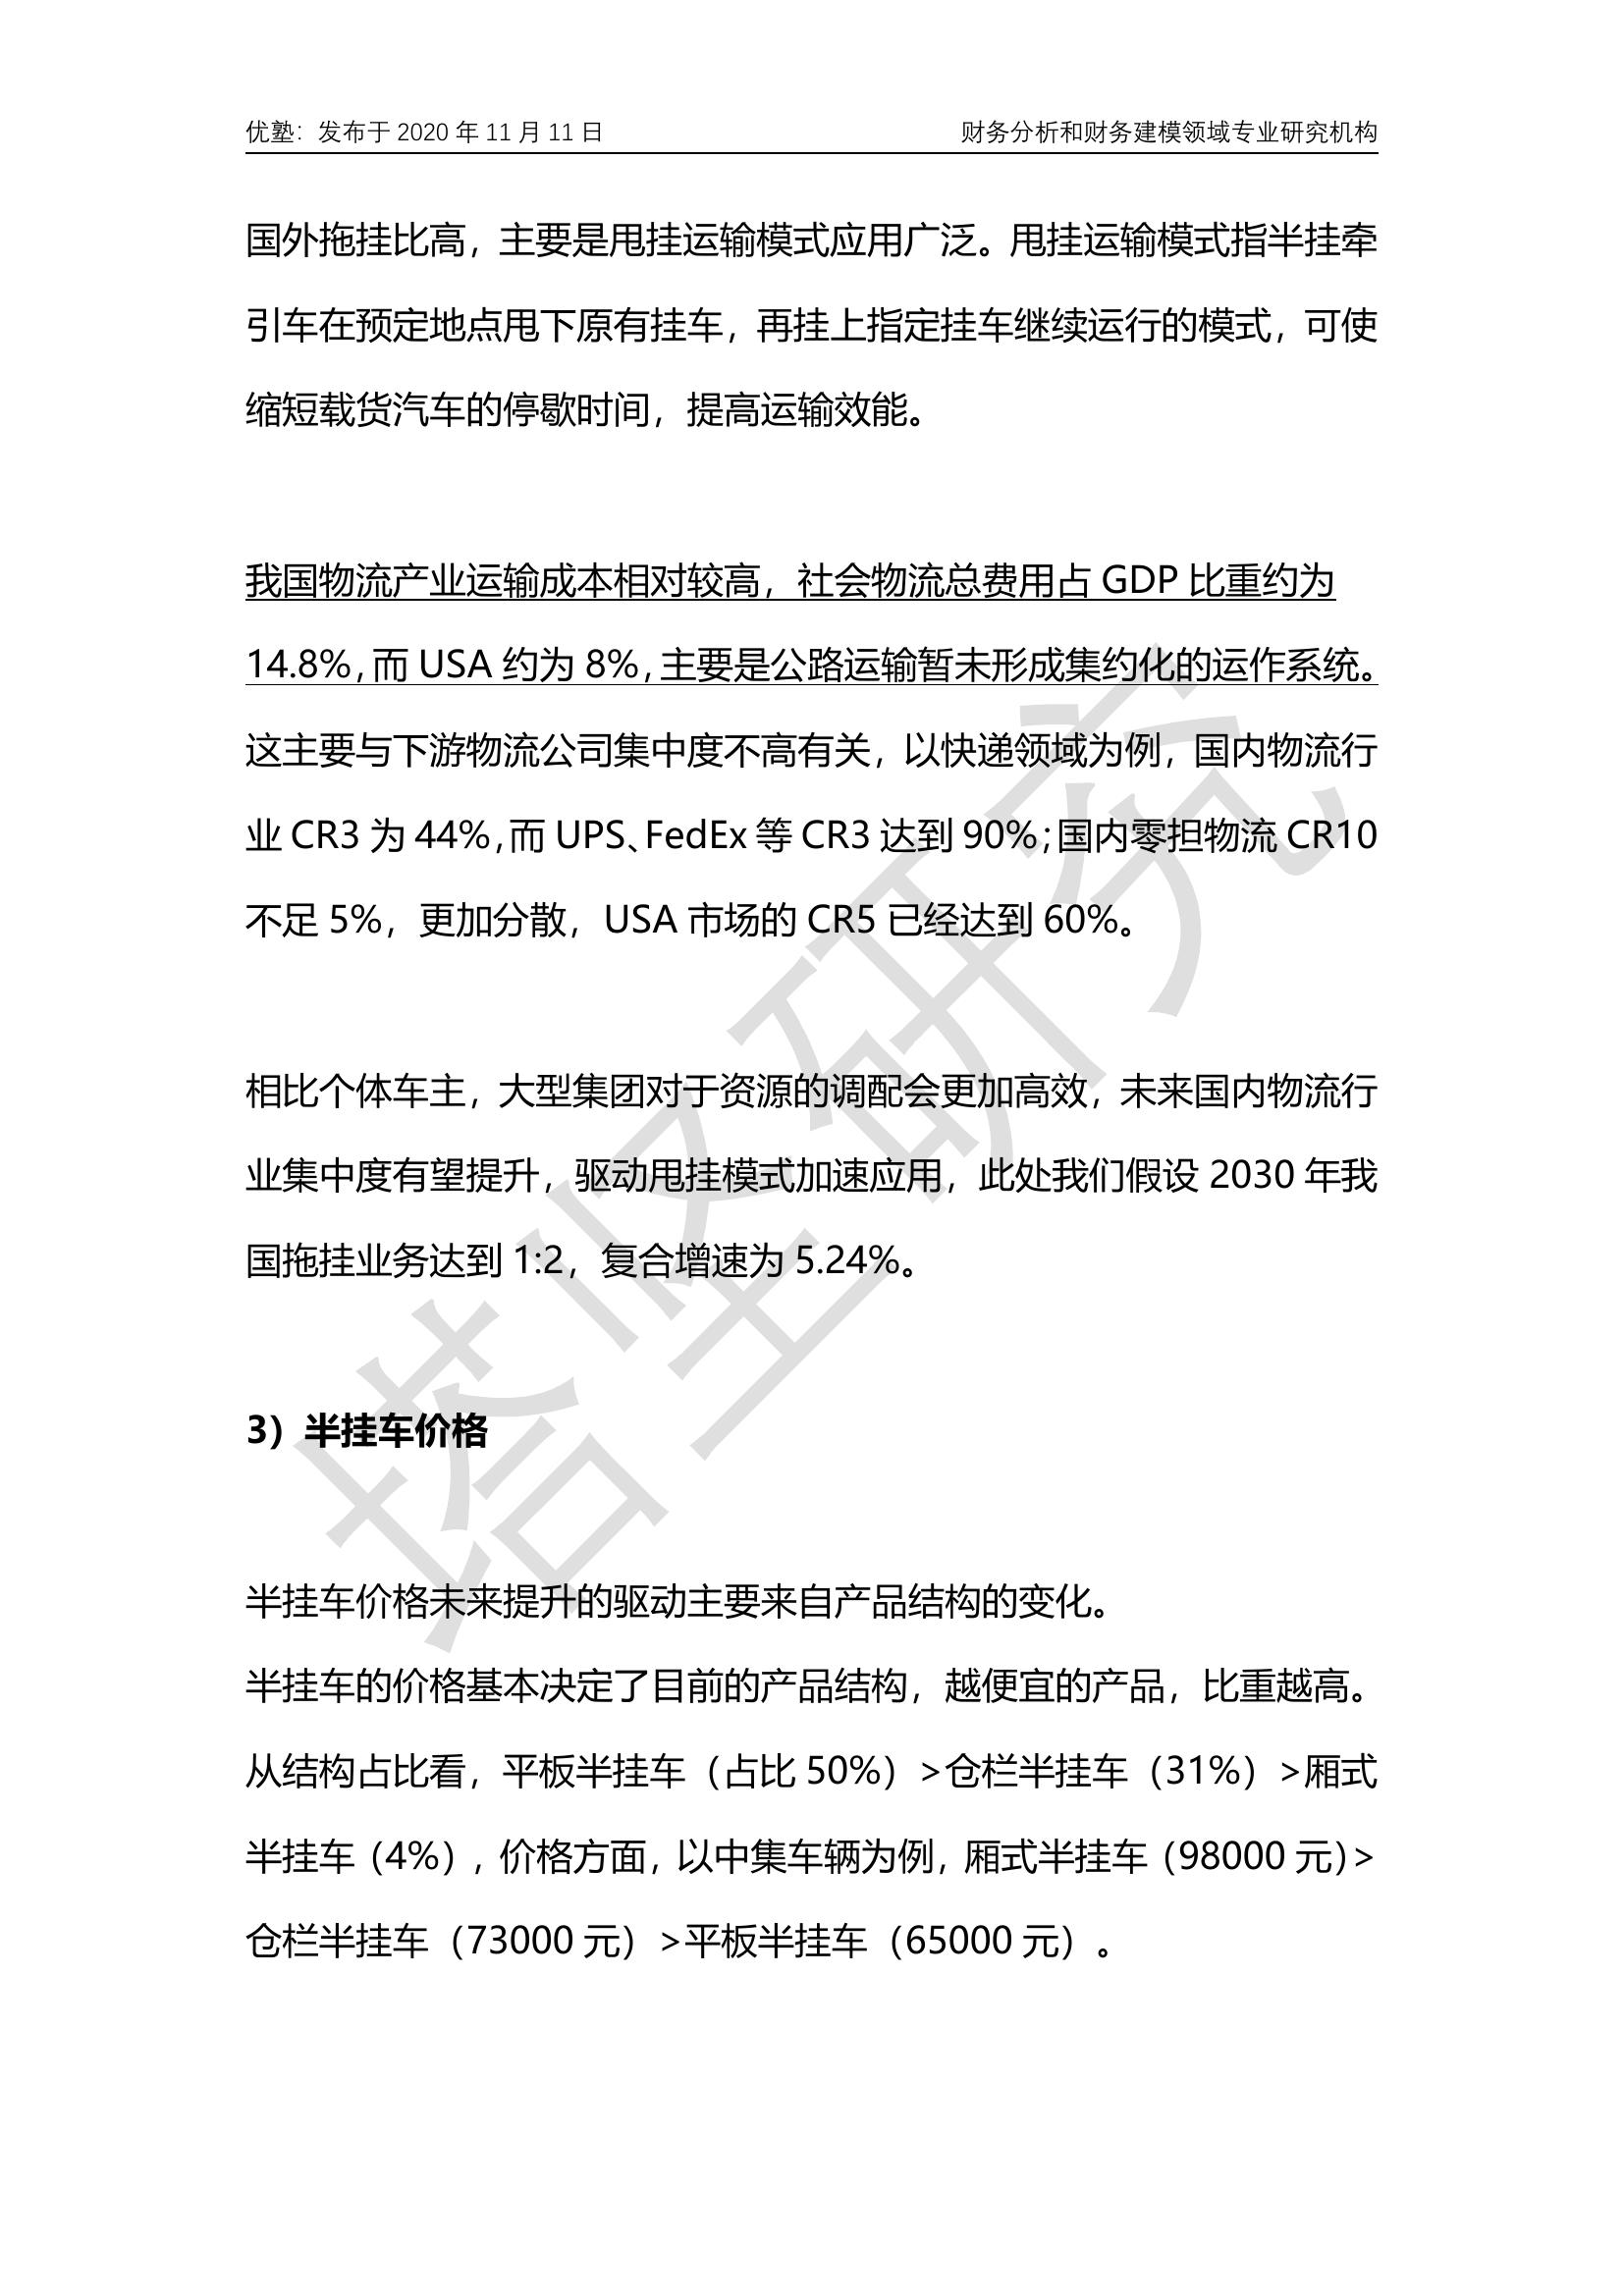 优塾：发布于 2020 年 11 月 11 日 财务分析和财务建模领域专业研究机构
国外拖挂比高，主要是甩挂运输模式应用广泛。甩挂运输模式指半挂牵
引车在预定地点甩下原有挂车，再挂上指定挂车继续运行的模式，可使
缩短载货汽车的停歇时间，提高运输效能。
我国物流产业运输成本相对较高，社会物流总费用占 GDP 比重约为
14.8%，而 USA 约为 8%，主要是公路运输暂未形成集约化的运作系统。
这主要与下游物流公司集中度不高有关，以快递领域为例，国内物流行
业 CR3 为 44%，而 UPS、FedEx 等 CR3 达到 90%；国内零担物流 CR10
不足 5%，更加分散，USA 市场的 CR5 已经达到 60%。
相比个体车主，大型集团对于资源的调配会更加高效，未来国内物流行
业集中度有望提升，驱动甩挂模式加速应用，此处我们假设 2030 年我
国拖挂业务达到 1:2，复合增速为 5.24%。
3）半挂车价格
半挂车价格未来提升的驱动主要来自产品结构的变化。
半挂车的价格基本决定了目前的产品结构，越便宜的产品，比重越高。
从结构占比看，平板半挂车（占比 50%）>仓栏半挂车（31%）>厢式
半挂车（4%），价格方面，以中集车辆为例，厢式半挂车（98000 元）>
仓栏半挂车（73000 元）>平板半挂车（65000 元）。
塔坚研究